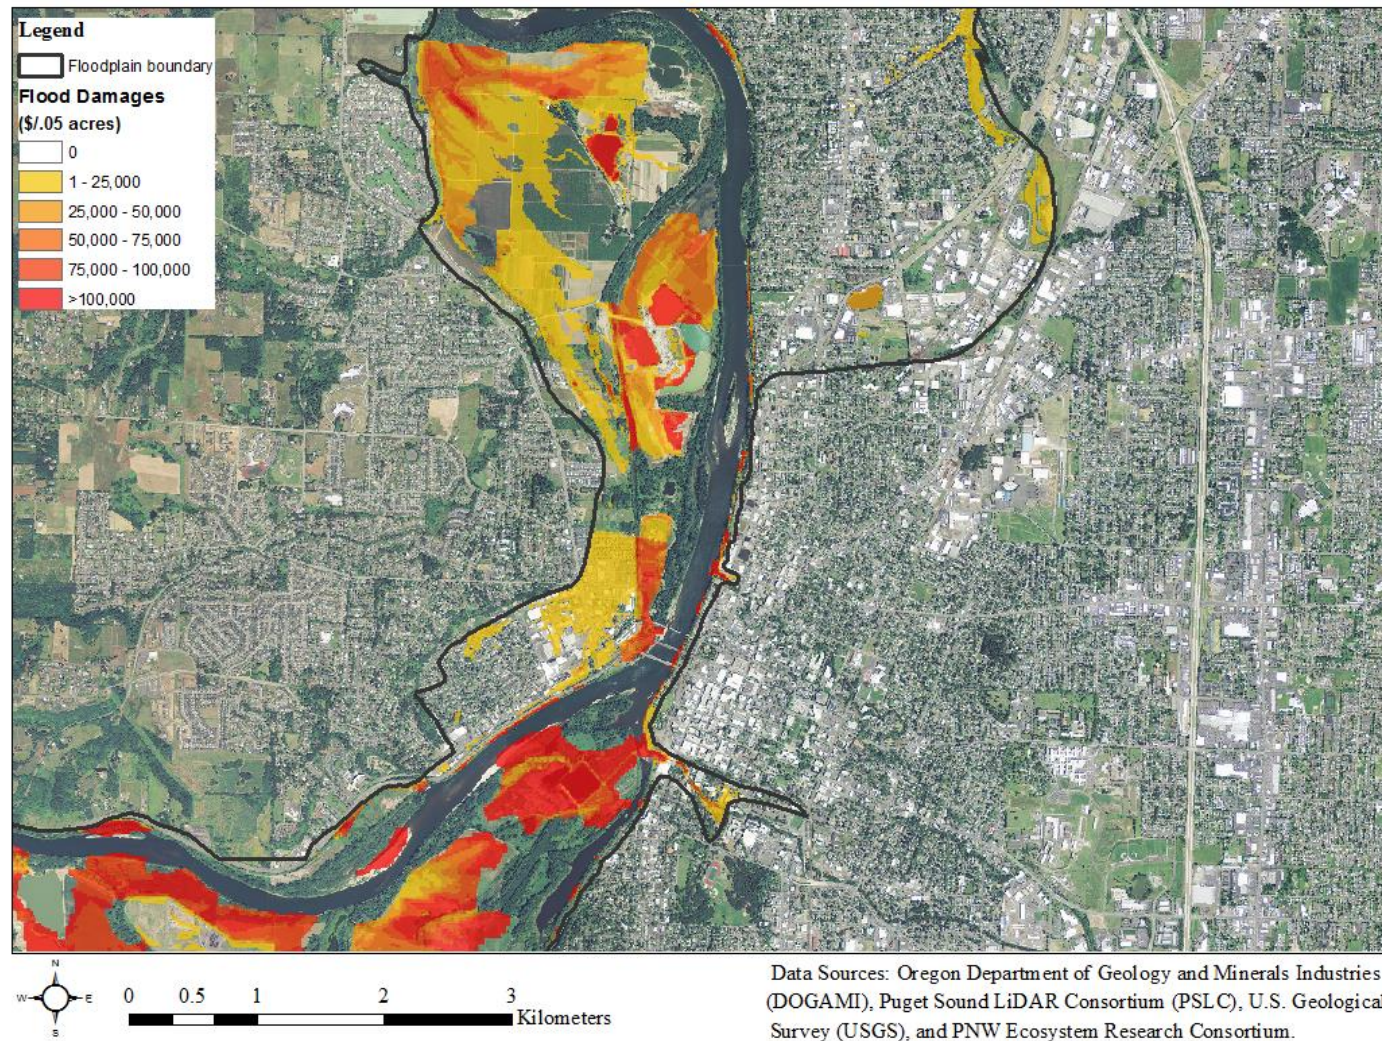 Legend
Floodplain boundary
Flood Damages
($/.05 acres)
0
1 - 25,000
25,000 - 50,000
50,000 - 75,000
75,000 - 100,000
>100,000
N
W E
S
0 0.5 1 2 3
Kilometers
Data Sources: Oregon Department of Geology and Minerals Industries
(DOGAMI), Puget Sound LiDAR Consortium (PSLC), U.S. Geological
Survey (USGS), and PNW Ecosystem Research Consortium.